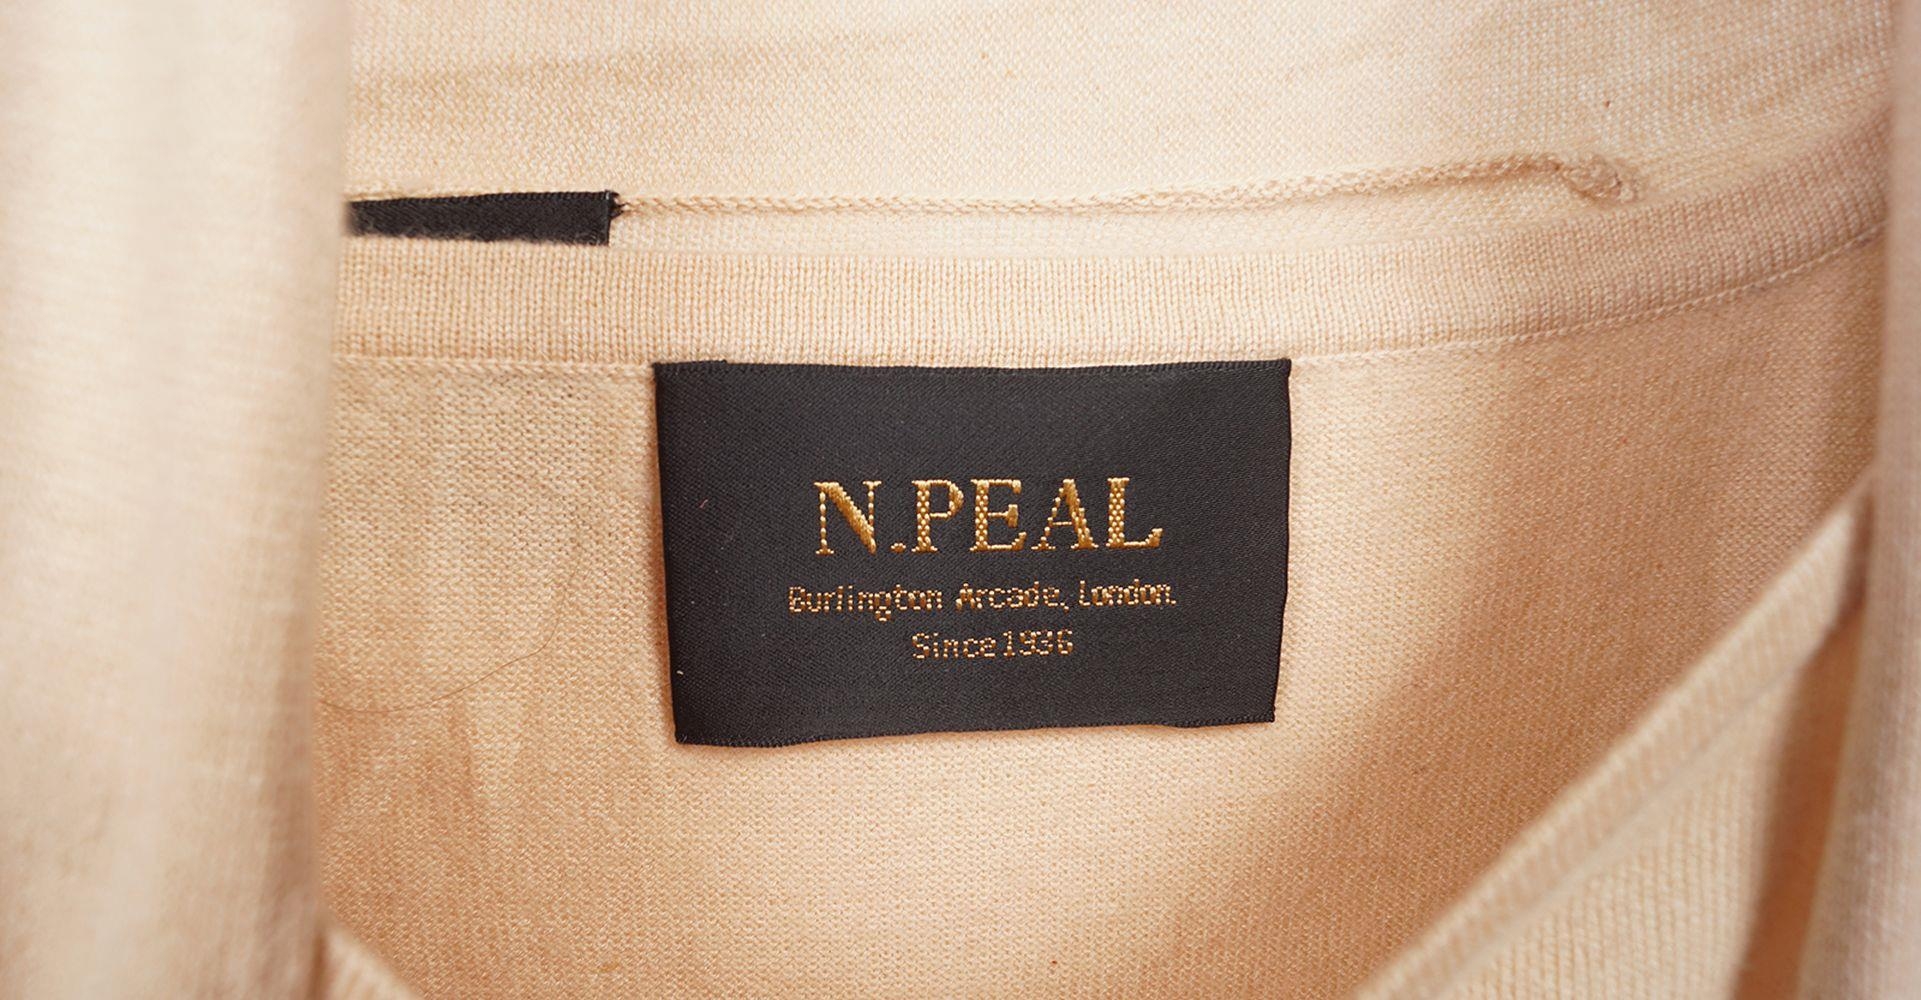 N.PEAL
Burlington Arcade, London.
Since 1936